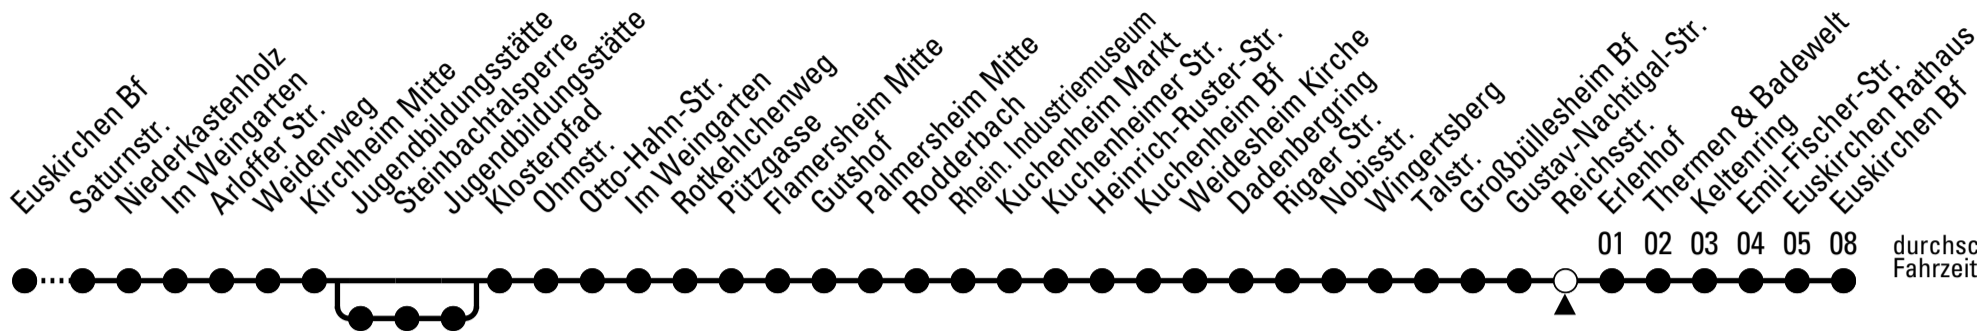 Euskirchen Bf
Saturnstr.
Niederkastenholz
Im Weingarten
Arloffer Str.
Weidenweg
Kirchheim Mitte
Jugendbildungsstätte
Steinbachtalsperre
Jugendbildungsstätte
Klosterpfad
Ohmstr.
Otto-Hahn-Str.
Im Weingarten
Rotkehlchenweg
Pützgasse
Flamersheim Mitte
Gutshof
Palmersheim Mitte
Rodderbach
Rhein. Industriemuseum
Kuchenheim Markt
Kuchenheimer Str.
Heinrich-Ruster-Str.
Kuchenheim Bf
Weidesheim Kirche
Dadenbergring
Rigaer Str.
Nobisstr.
Wingertsberg
Talstr.
Großbüllesheim Bf
Gustav-Nachtigal-Str.
Reichsstr.
Erlenhof
Thermen & Badewelt
Keltenring
Emil-Fischer-Str.
Euskirchen Rathaus
Euskirchen Bf
01 02 03 04 05 08
durchsc
Fahrzeit